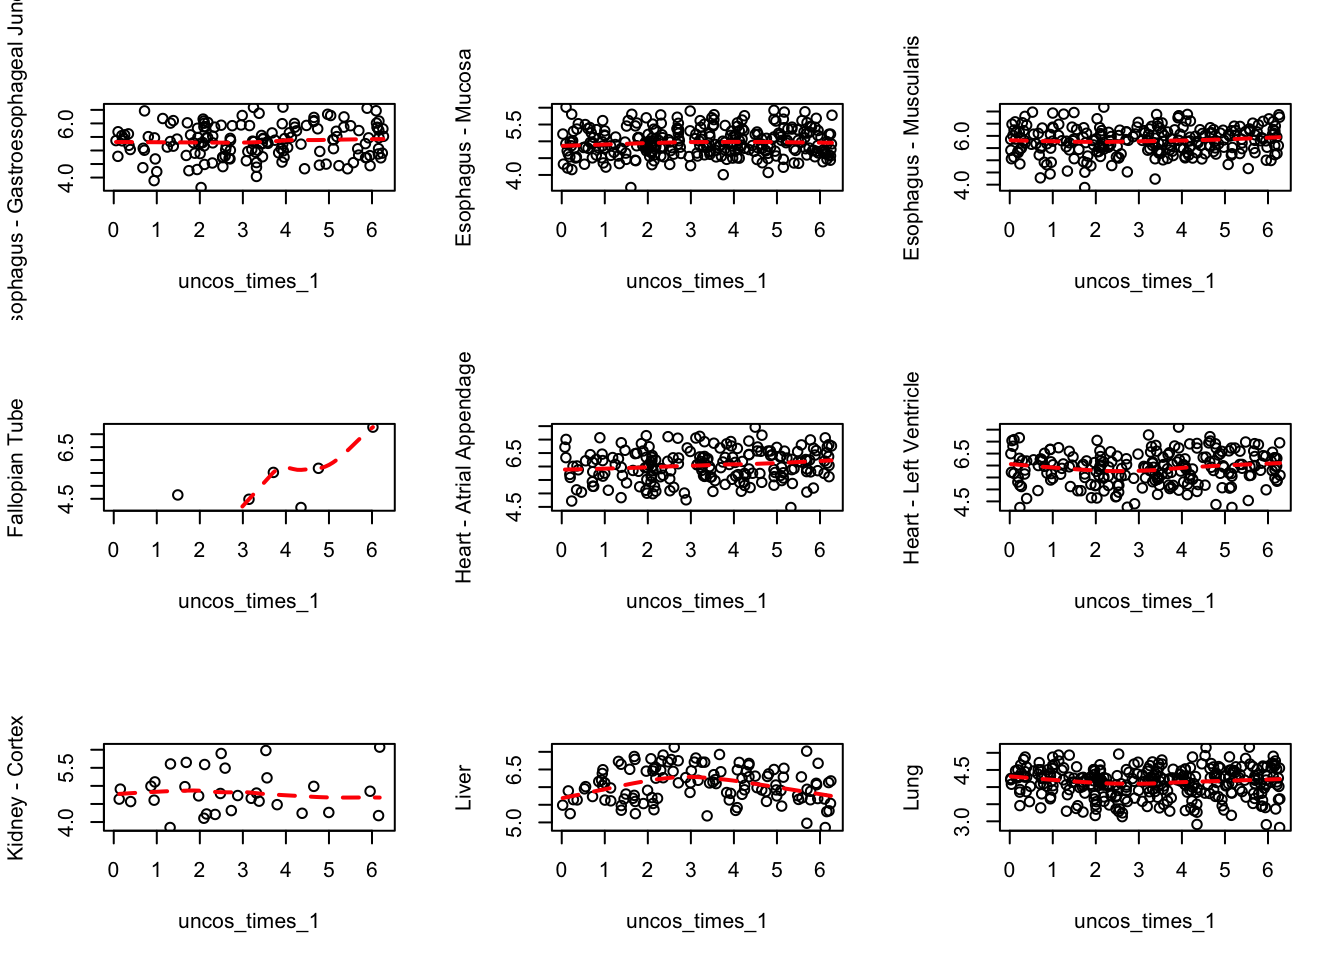 sophagus - Gastroesophageal Junc
6.0
4.0
0 1 2 3 4 5 6
uncos_times_1
Esophagus - Mucosa
5.5
4.0
0 1 2 3 4 5 6
uncos_times_1
Esophagus - Muscularis
6.0
4.0
0 1 2 3 4 5 6
uncos_times_1
Fallopian Tube
6.5
4.5
0 1 2 3 4 5 6
uncos_times_1
Heart - Atrial Appendage
6.5
4.5
0 1 2 3 4 5 6
uncos_times_1
Heart - Left Ventricle
6.5
4.5
0 1 2 3 4 5 6
uncos_times_1
Kidney - Cortex
5.5
4.0
0 1 2 3 4 5 6
uncos_times_1
Liver
6.5
5.0
0 1 2 3 4 5 6
uncos_times_1
Lung
4.5
3.0
0 1 2 3 4 5 6
uncos_times_1